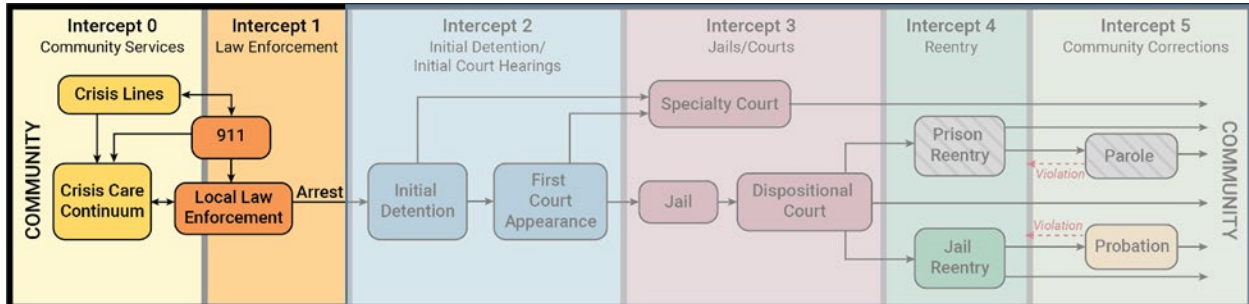 Intercept 0
Community Services
Intercept 1
Law Enforcement
Intercept 2
Initial Detention/
Initial Court Hearings
Intercept 3
Jails/Courts
Intercept 4
Reentry
Intercept 5
Community Corrections
COMMUNITY
Crisis Lines
911
Crisis Care
Continuum
Local Law
Enforcement
Arrest
Initial
Detention
First
Court
Appearance
Specialty Court
Jail
Dispositional
Court
Prison
Reentry
Parole
Violation
Jail
Reentry
Probation
Violation
COMMUNITY